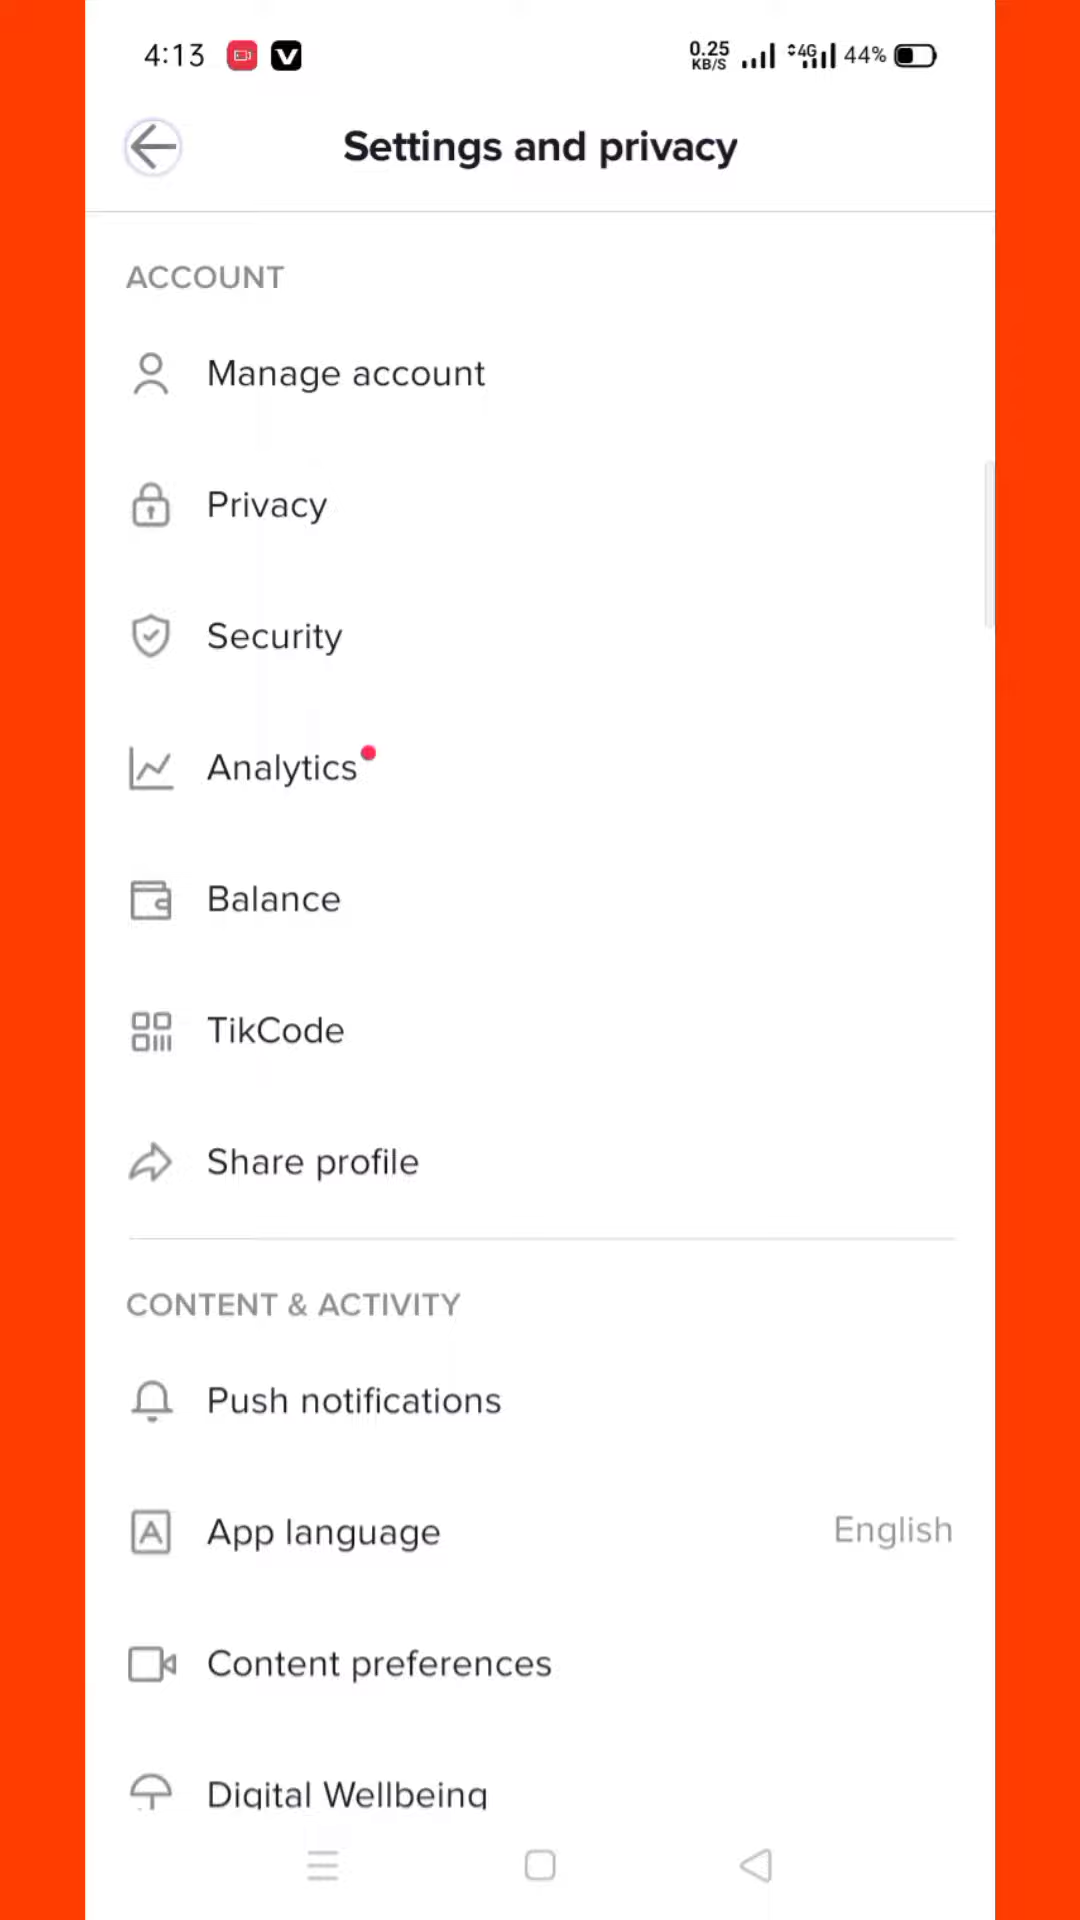 4:13
0.25
KB/S
4G
44%
Settings and privacy
ACCOUNT
Manage account
Privacy
Security
Analytics
Balance
TikCode
Share profile
CONTENT & ACTIVITY
Push notifications
A
App language
English
Content preferences
Digital Wellbeing